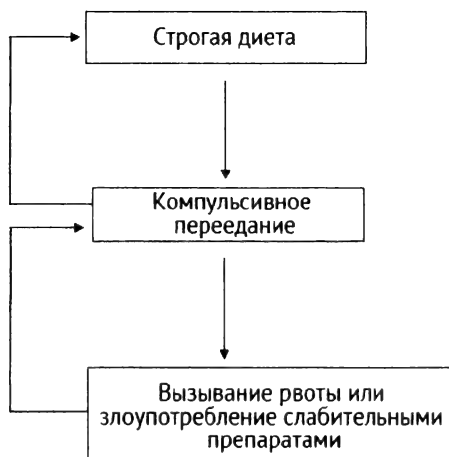 Строгая диета
Компульсивное
переедание
Вызывание рвоты или
злоупотребление слабительными
препаратами